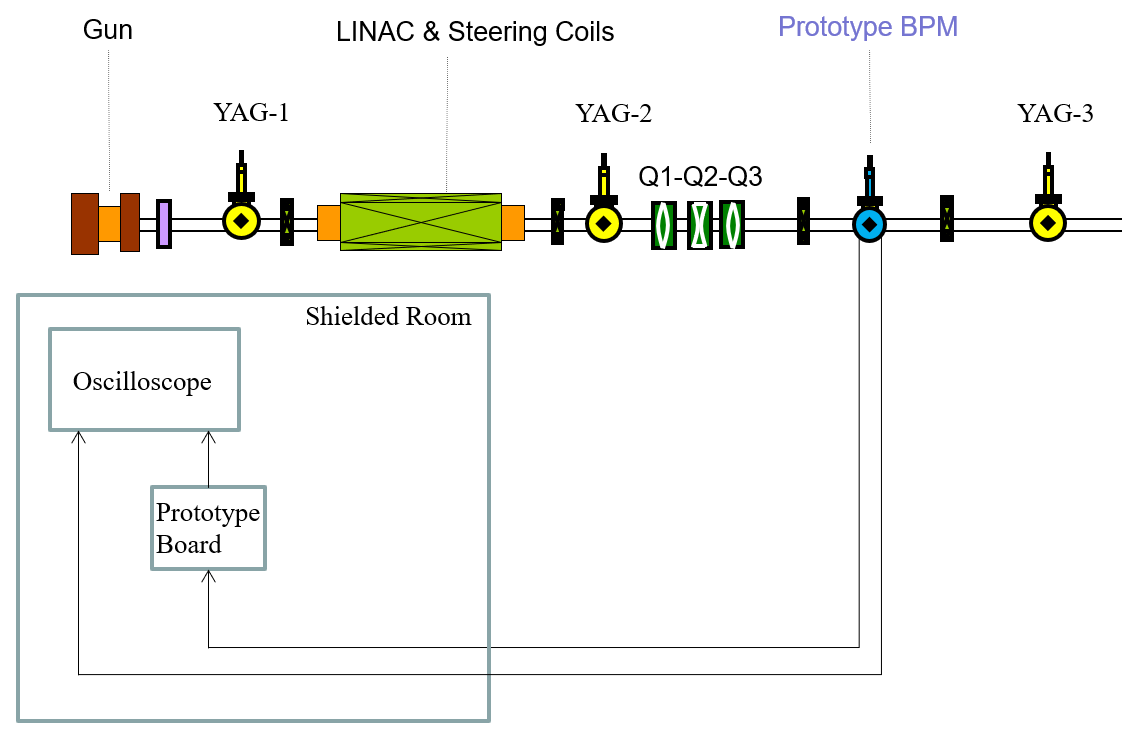 Gun
LINAC & Steering Coils
Prototype BPM
YAG-1
YAG-2
YAG-3
Q1-Q2-Q3
Shielded Room
Oscilloscope
Prototype
Board